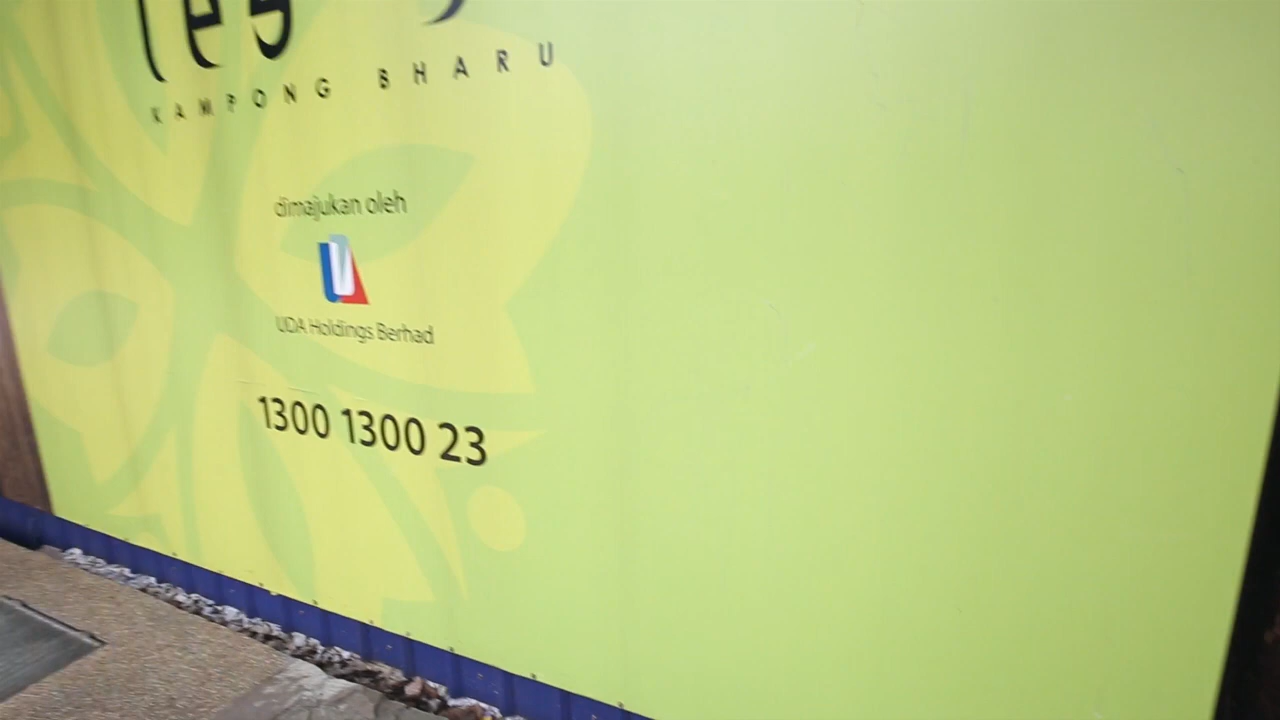 KAMPONG BHARU
dimajukan oleh
UDA Holdings Berhad
1300 1300 23